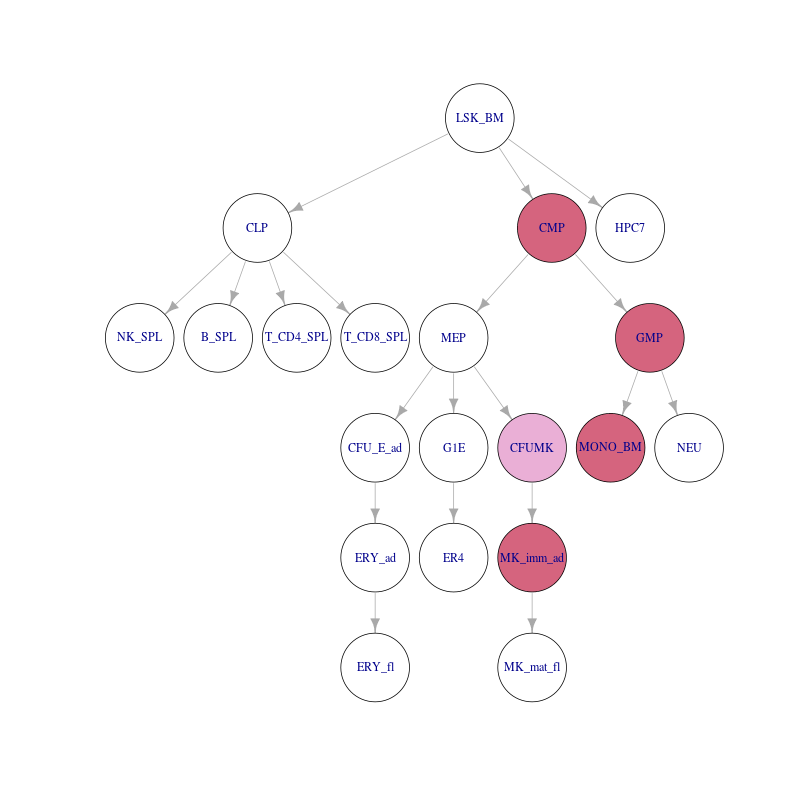 LSK_BM
CLP
CMP
HPC7
NK_SPL
B_SPL
T_CD4_SPL
T_CD8_SPL
MEP
GMP
CFU_E_ad
G1E
CFUMK
MONO_BM
NEU
ERY_ad
ER4
MK_imm_ad
ERY_fl
MK_mat_fl